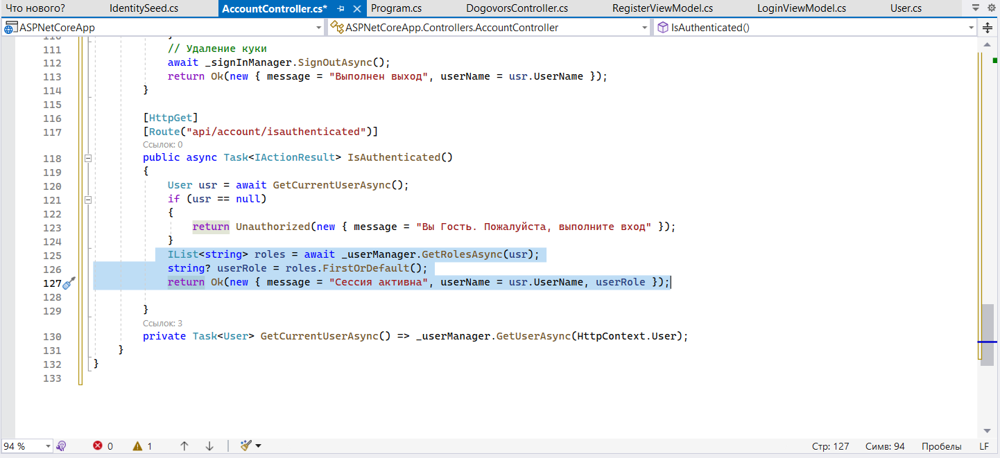 Что нового? IdentitySeed.cs AccountController.cs* Program.cs DogovorsController.cs RegisterViewModel.cs LoginViewModel.cs User.cs
ASPNetCoreApp ASPNetCoreApp.Controllers.AccountController IsAuthenticated()
110 }
111 // Удаление куки
112 await _signInManager.SignOutAsync();
113 return Ok(new { message = "Выполнен выход", userName = usr.UserName });
114 }
115
116 [HttpGet]
117 [Route("api/account/isauthenticated")]
Ссылок: 0
118 public async Task<IActionResult> IsAuthenticated()
119 {
120 User usr = await GetCurrentUserAsync();
121 if (usr == null)
122 {
123 return Unauthorized(new { message = "Вы Гость. Пожалуйста, выполните вход" });
124 }
125 IList<string> roles = await _userManager.GetRolesAsync(usr);
126 string? userRole = roles.FirstOrDefault();
127 return Ok(new { message = "Сессия активна", userName = usr.UserName, userRole });
128
129 }
Ссылок: 3
130 private Task<User> GetCurrentUserAsync() => _userManager.GetUserAsync(HttpContext.User);
131 }
132 }
133
94 % 0 1 Стр: 127 Симв: 94 Пробелы LF